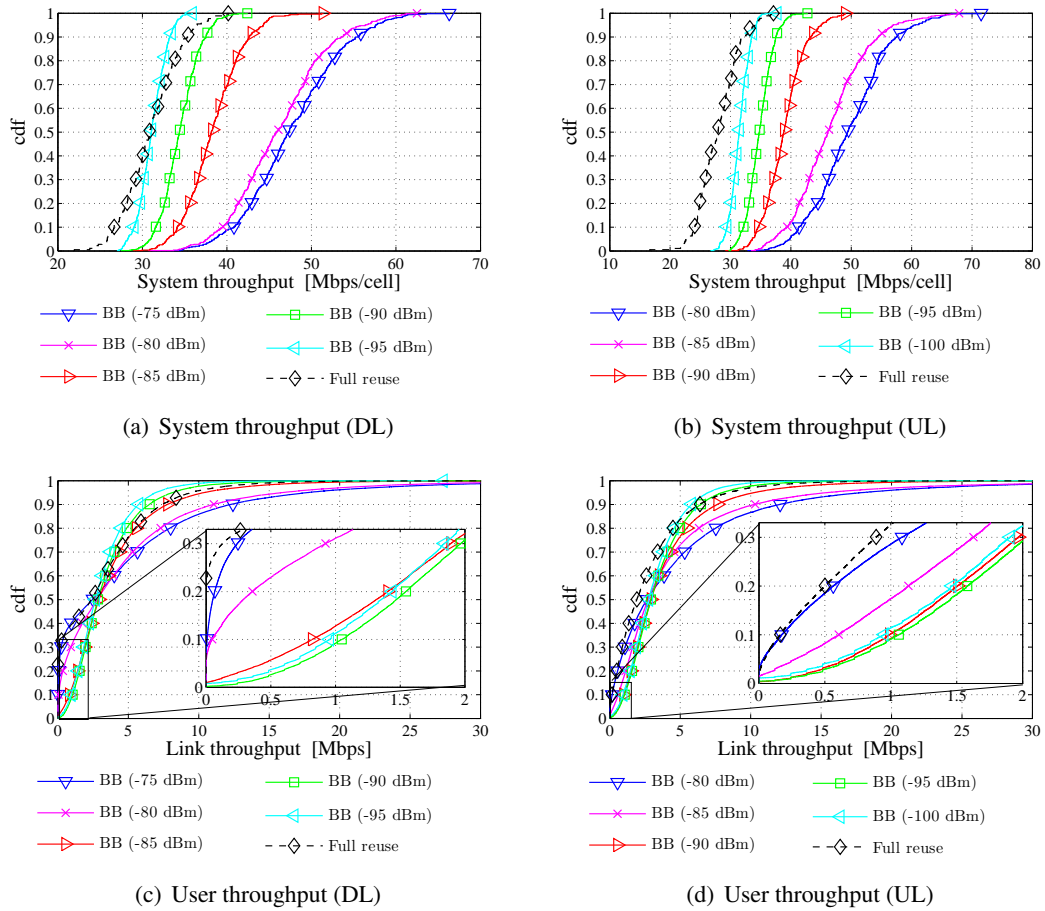 1
0.9
0.8
0.7
0.6
0.5
0.4
0.3
0.2
0.1
0
cdf
20 30 40 50 60 70
System throughput [Mbps/cell]
BB (-75 dBm)
BB (-80 dBm)
BB (-85 dBm)
BB (-90 dBm)
BB (-95 dBm)
Full reuse
(a) System throughput (DL)
1
0.9
0.8
0.7
0.6
0.5
0.4
0.3
0.2
0.1
0
cdf
10 20 30 40 50 60 70 80
System throughput [Mbps/cell]
BB (-80 dBm)
BB (-85 dBm)
BB (-90 dBm)
BB (-95 dBm)
BB (-100 dBm)
Full reuse
(b) System throughput (UL)
1
0.9
0.8
0.7
0.6
0.5
0.4
0.3
0.2
0.1
0
cdf
0.3
0.2
0.1
0
0.5 1 1.5 2
0 5 10 15 20 25 30
Link throughput [Mbps]
BB (-75 dBm)
BB (-80 dBm)
BB (-85 dBm)
BB (-90 dBm)
BB (-95 dBm)
Full reuse
(c) User throughput (DL)
1
0.9
0.8
0.7
0.6
0.5
0.4
0.3
0.2
0.1
0
cdf
0.3
0.2
0.1
0
0 0.5 1 1.5 2
0 5 10 15 20 25 30
Link throughput [Mbps]
BB (-80 dBm)
BB (-85 dBm)
BB (-90 dBm)
BB (-95 dBm)
BB (-100 dBm)
Full reuse
(d) User throughput (UL)